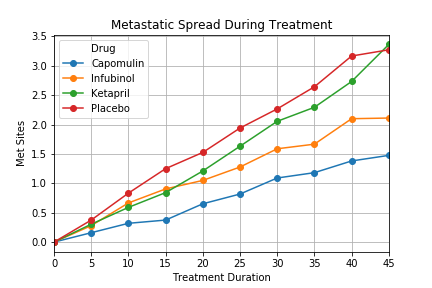 Metastatic Spread During Treatment
3.5
3.0
2.5
2.0
1.5
1.0
0.5
0.0
Met Sites
Drug
Capomulin
Infubinol
Ketapril
Placebo
0 5 10 15 20 25 30 35 40 45
Treatment Duration